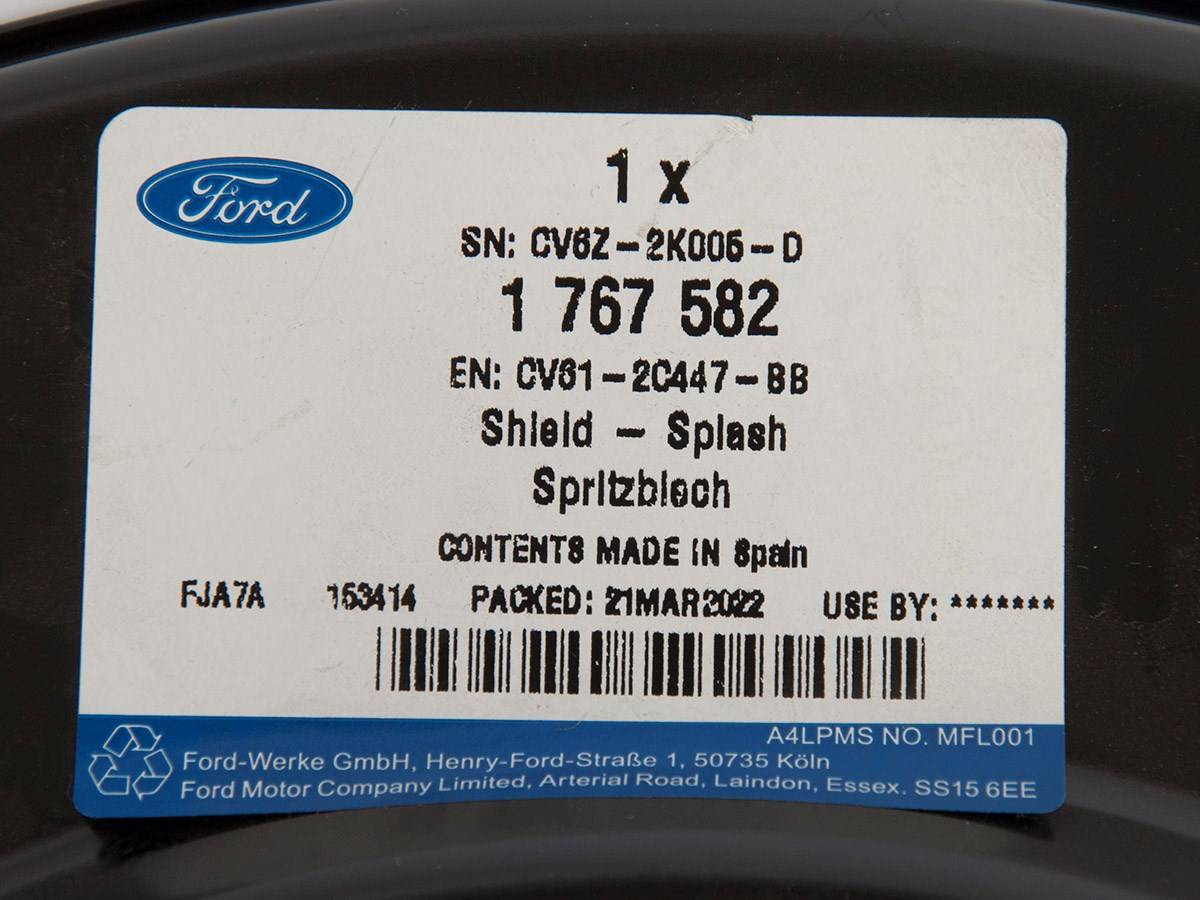 Ford
1 x
SN: CV6Z-2K005-D
1 767 582
EN: CV61-2C447-BB
Shield - Splash
Spritzblech
CONTENTS MADE IN Spain
FJA7A 153414 PACKED: 21MAR2022 USE BY: *******
A4LPMS NO. MFL001
Ford-Werke GmbH, Henry-Ford-Straße 1, 50735 Köln
Ford Motor Company Limited, Arterial Road, Laindon, Essex. SS15 6EE